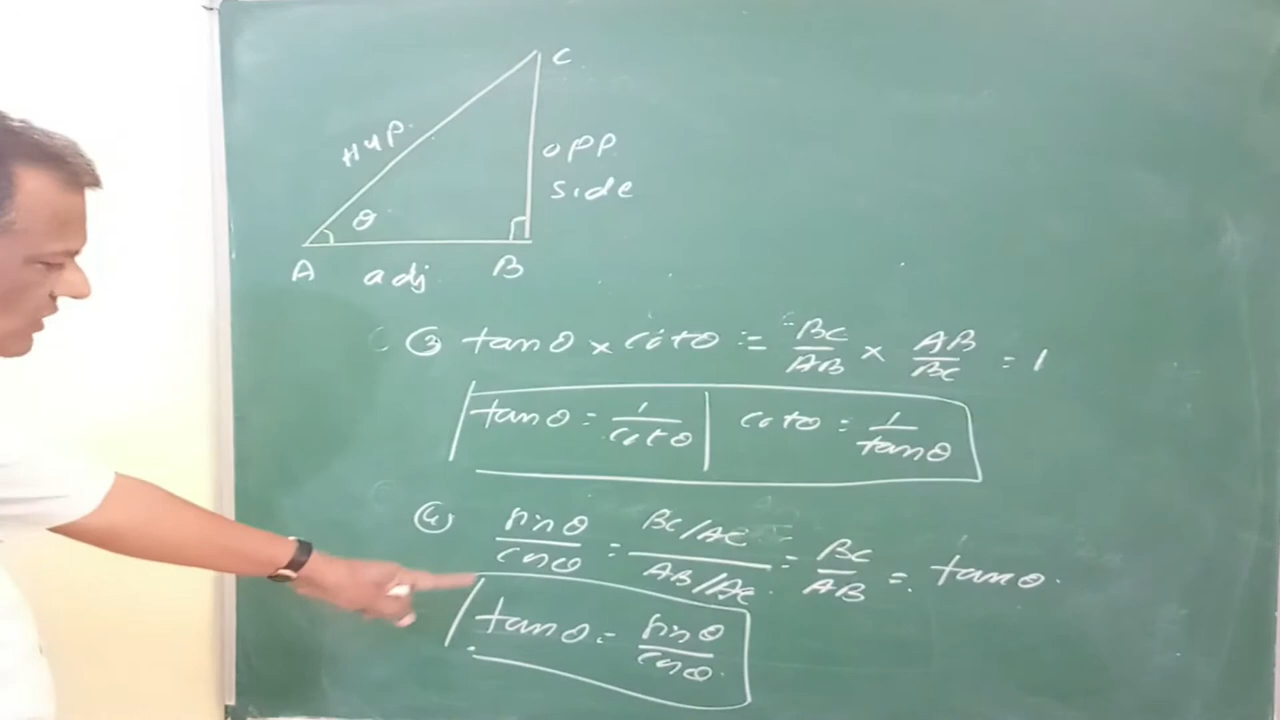 C
Hyp.
opp
side
θ
A adj B
③ tanθ × cotθ = BC/AB × AB/BC = 1
tanθ = 1/cotθ | cotθ = 1/tanθ
④ sinθ/cosθ = (BC/AC)/(AB/AC) = BC/AB = tanθ.
tanθ = sinθ/cosθ.